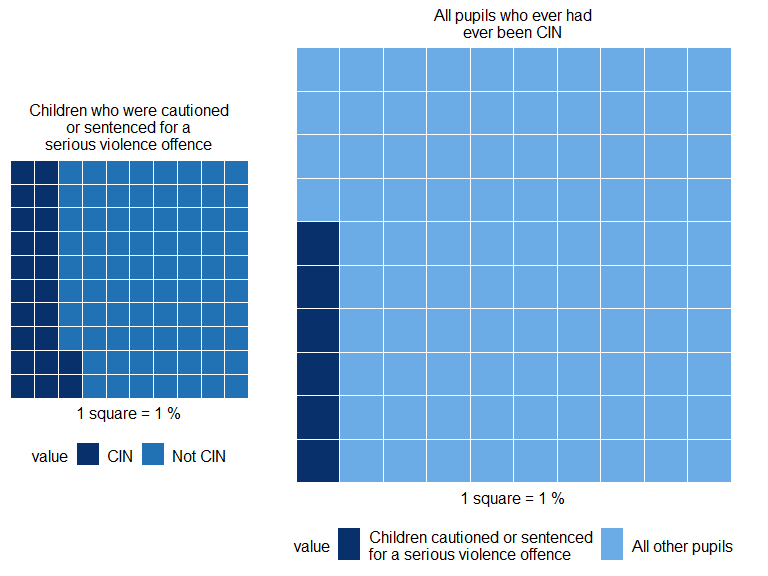 Children who were cautioned
or sentenced for a
serious violence offence
1 square = 1 %
value
CIN
Not CIN
All pupils who ever had
ever been CIN
1 square = 1 %
value
Children cautioned or sentenced
for a serious violence offence
All other pupils